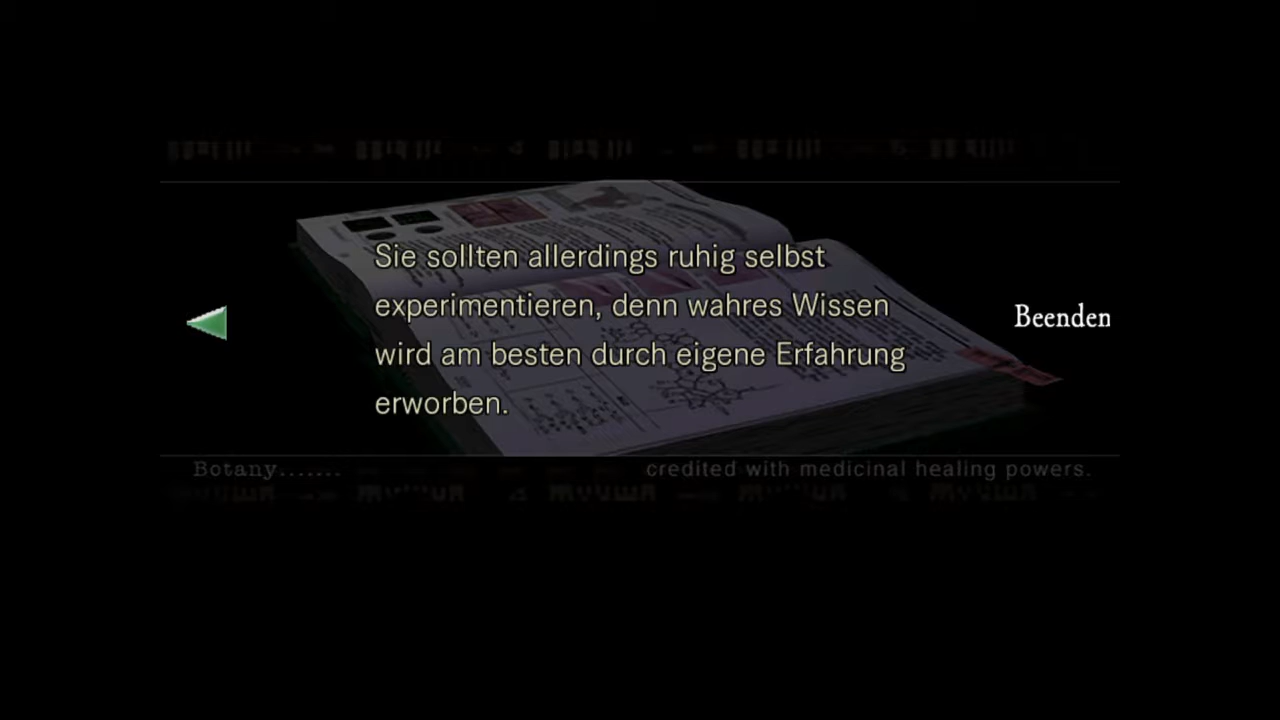 Sie sollten allerdings ruhig selbst
experimentieren, denn wahres Wissen
wird am besten durch eigene Erfahrung
erworben.
Beenden
Botany.......
credited with medicinal healing powers.